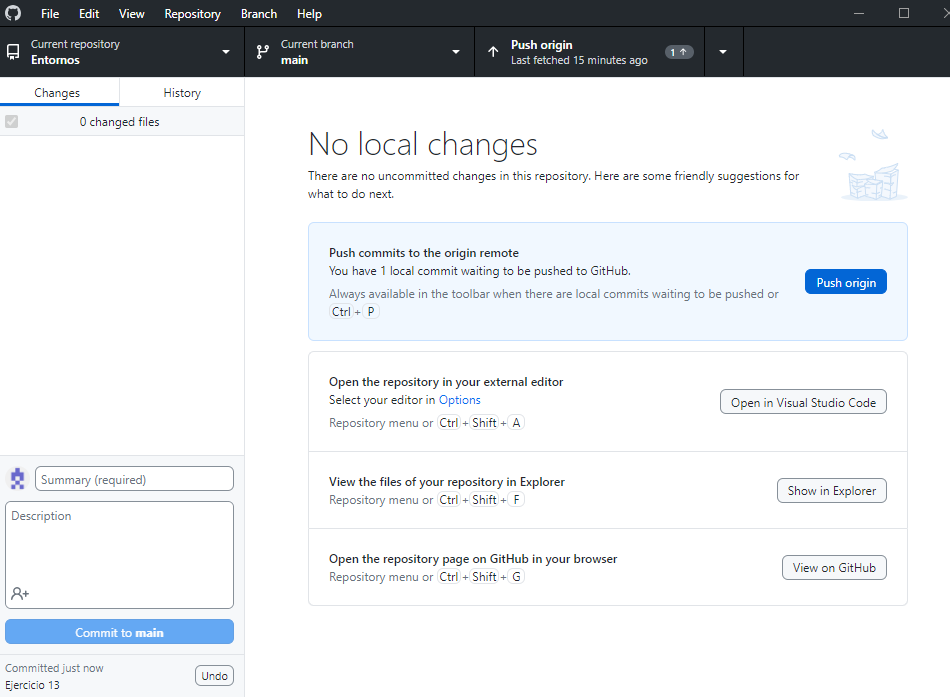 File Edit View Repository Branch Help
Current repository
Entornos
Current branch
main
Push origin
Last fetched 15 minutes ago
1
Changes
History
0 changed files
No local changes
There are no uncommitted changes in this repository. Here are some friendly suggestions for
what to do next.
Push commits to the origin remote
You have 1 local commit waiting to be pushed to GitHub.
Always available in the toolbar when there are local commits waiting to be pushed or
Ctrl + P
Push origin
Open the repository in your external editor
Select your editor in Options
Repository menu or Ctrl + Shift + A
Open in Visual Studio Code
View the files of your repository in Explorer
Repository menu or Ctrl + Shift + F
Show in Explorer
Open the repository page on GitHub in your browser
Repository menu or Ctrl + Shift + G
View on GitHub
Summary (required)
Description
Commit to main
Committed just now
Ejercicio 13
Undo